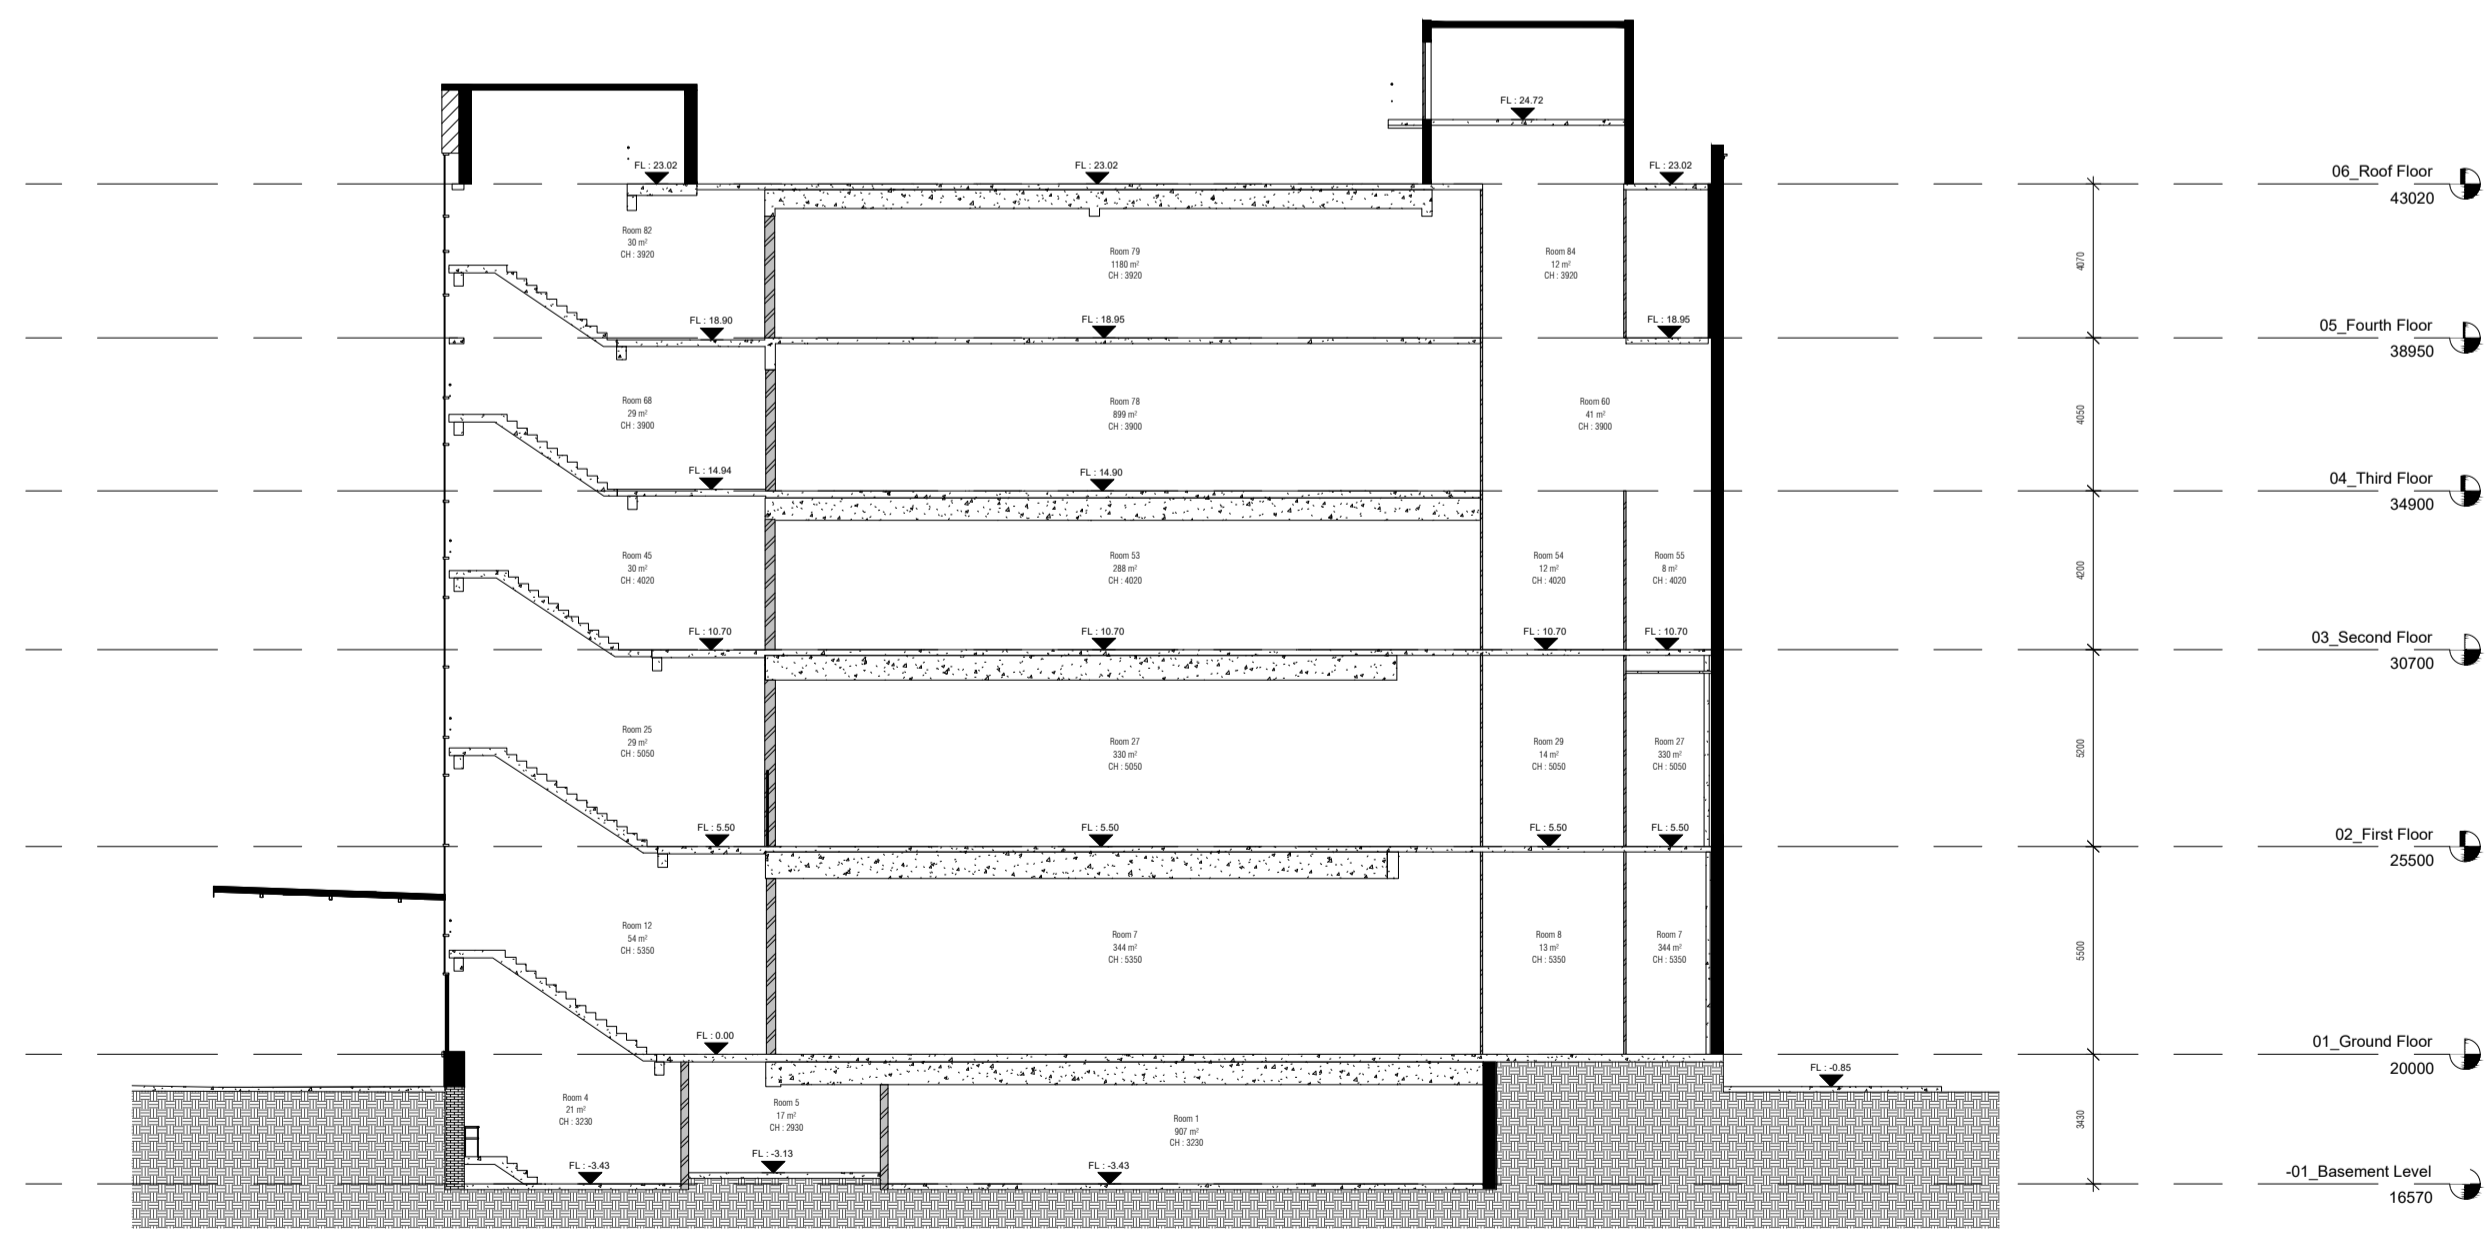 FL : 24.72
FL : 23.02
FL : 23.02
FL : 23.02
06_Roof Floor
43020
Room 82
30 m²
CH : 3920
Room 79
1180 m²
CH : 3920
Room 84
12 m²
CH : 3920
4070
FL : 18.90
FL : 18.95
FL : 18.95
05_Fourth Floor
38950
Room 68
29 m²
CH : 3900
Room 78
899 m²
CH : 3900
Room 60
41 m²
CH : 3900
4050
FL : 14.94
FL : 14.90
04_Third Floor
34900
Room 45
30 m²
CH : 4020
Room 53
288 m²
CH : 4020
Room 54
12 m²
CH : 4020
Room 55
8 m²
CH : 4020
4200
FL : 10.70
FL : 10.70
FL : 10.70
FL : 10.70
03_Second Floor
30700
Room 25
29 m²
CH : 5050
Room 27
330 m²
CH : 5050
Room 29
14 m²
CH : 5050
Room 27
330 m²
CH : 5050
5200
FL : 5.50
FL : 5.50
FL : 5.50
FL : 5.50
02_First Floor
25500
Room 12
54 m²
CH : 5350
Room 7
344 m²
CH : 5350
Room 8
13 m²
CH : 5350
Room 7
344 m²
CH : 5350
5500
FL : 0.00
01_Ground Floor
20000
FL : -0.85
Room 4
21 m²
CH : 3230
Room 5
17 m²
CH : 2930
Room 1
907 m²
CH : 3230
3430
FL : -3.43
FL : -3.13
FL : -3.43
-01_Basement Level
16570